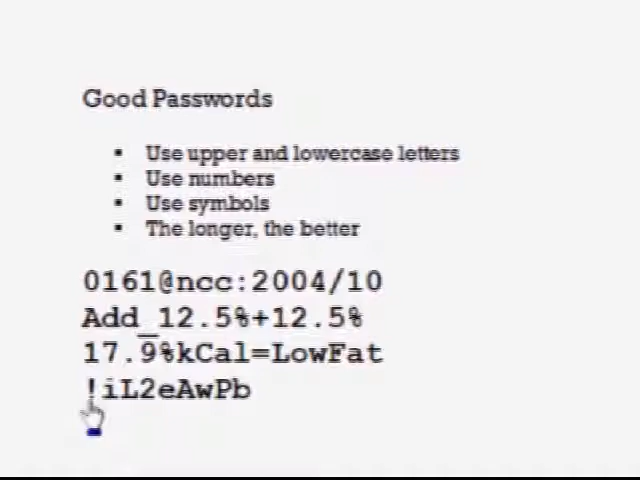 Good Passwords
▪ Use upper and lowercase letters
▪ Use numbers
▪ Use symbols
▪ The longer, the better
0161@ncc:2004/10
Add_12.5%+12.5%
17.9%kCal=LowFat
!iL2eAwPb